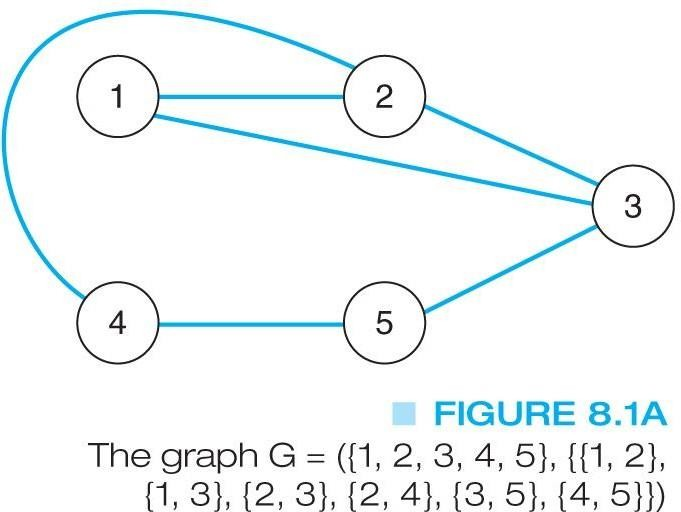 1
2
3
4
5
FIGURE 8.1A
The graph G = ({1, 2, 3, 4, 5}, {{1, 2},
{1, 3}, {2, 3}, {2, 4}, {3, 5}, {4, 5}})